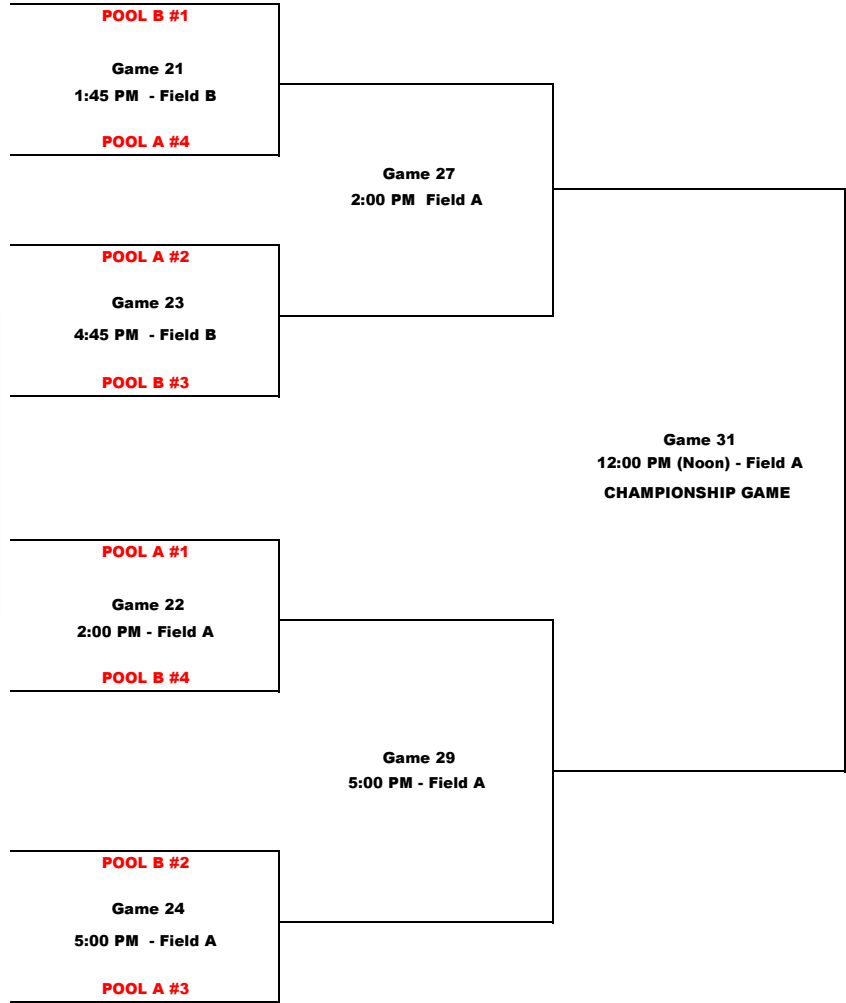 POOL B #1
Game 21
1:45 PM - Field B
POOL A #4
Game 27
2:00 PM Field A
POOL A #2
Game 23
4:45 PM - Field B
POOL B #3
Game 31
12:00 PM (Noon) - Field A
CHAMPIONSHIP GAME
POOL A #1
Game 22
2:00 PM - Field A
POOL B #4
Game 29
5:00 PM - Field A
POOL B #2
Game 24
5:00 PM - Field A
POOL A #3